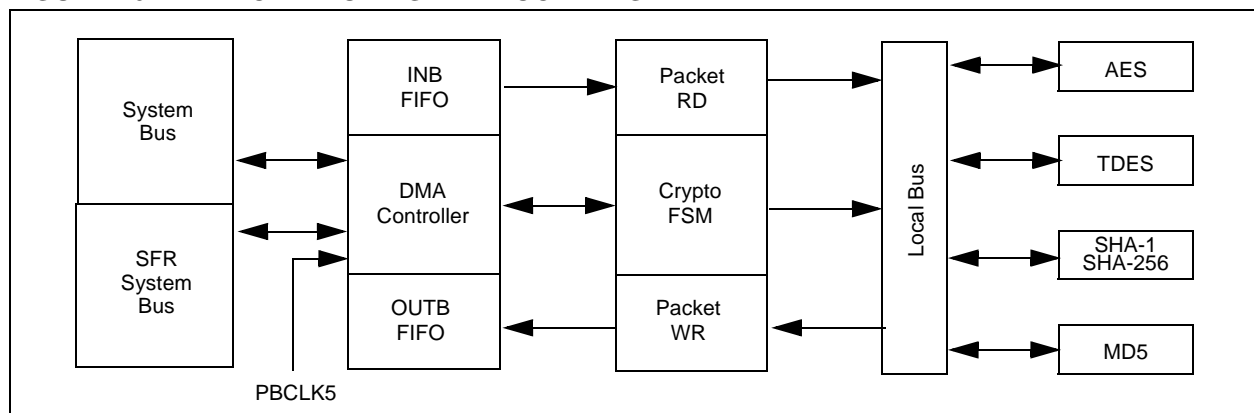 System
Bus
SFR
System
Bus
INB
FIFO
DMA
Controller
OUTB
FIFO
PBCLK5
Packet
RD
Crypto
FSM
Packet
WR
Local Bus
AES
TDES
SHA-1
SHA-256
MD5